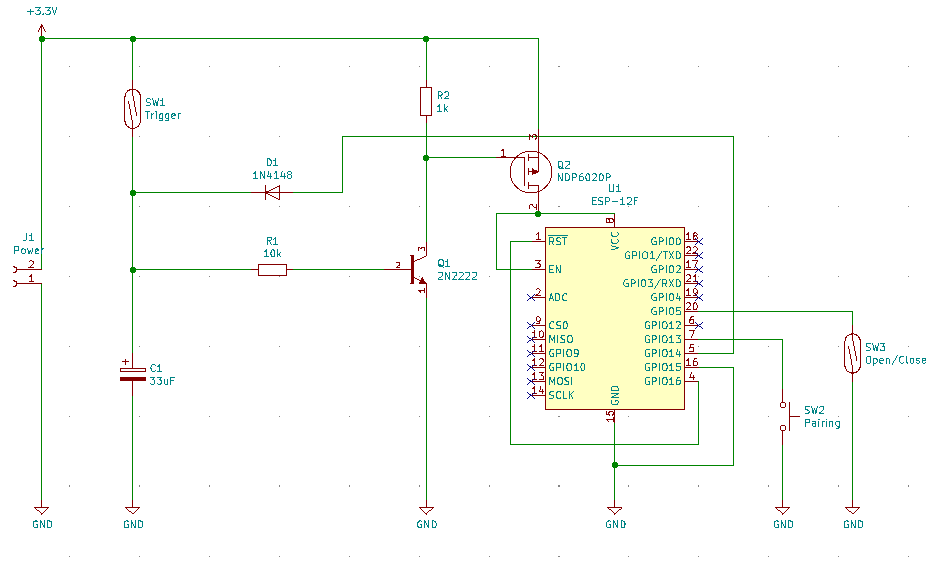 +3.3V
SW1
Trigger
R2
1k
D1
1N4148
3
1
Q2
NDP6020P
2
U1
ESP-12F
J1
Power
2
1
R1
10k
2
3
Q1
2N2222
1
8
VCC
1
RST
3
EN
2
ADC
9
CS0
10
MISO
11
GPIO9
12
GPIO10
13
MOSI
14
SCLK
GPIO0
18
GPIO1/TXD
22
GPIO2
17
GPIO3/RXD
21
GPIO4
19
GPIO5
20
GPIO12
6
GPIO13
7
GPIO14
5
GPIO15
16
GPIO16
4
GND
15
+
C1
33uF
SW3
Open/Close
SW2
Pairing
GND
GND
GND
GND
GND
GND